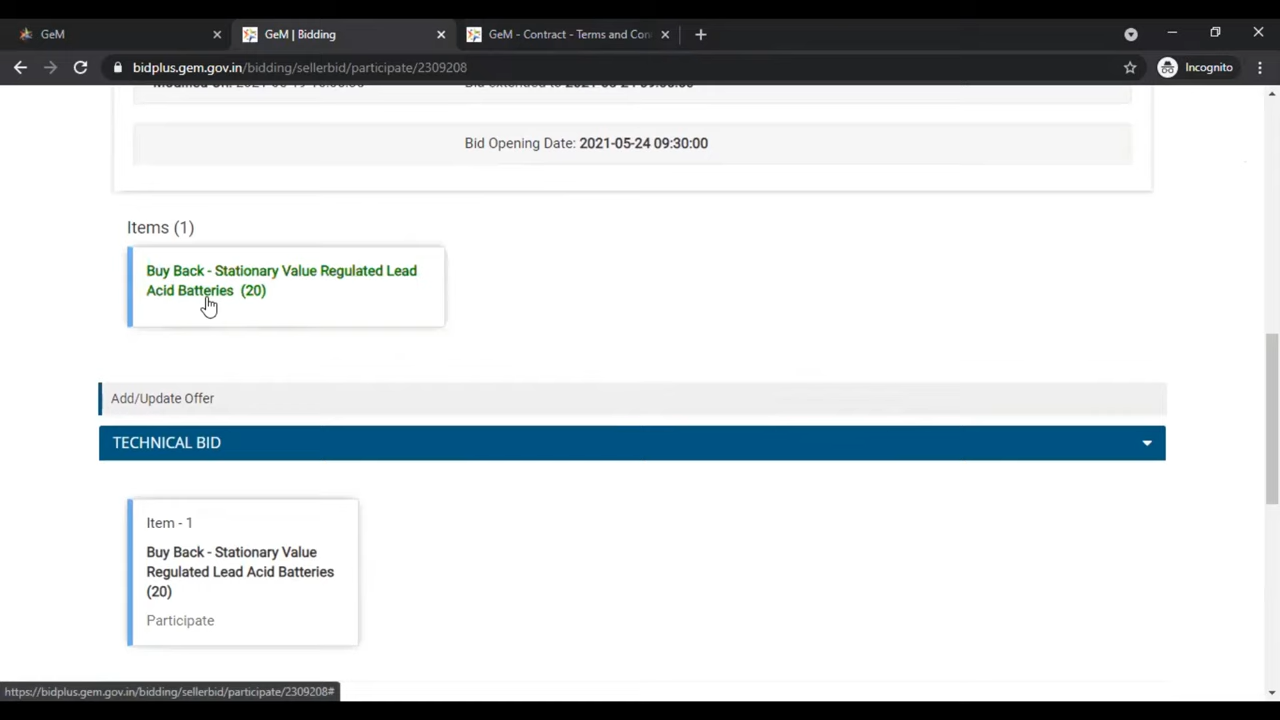 GeM
GeM | Bidding
GeM - Contract - Terms and Con
bidplus.gem.gov.in/bidding/sellerbid/participate/2309208
Incognito
Bid Opening Date: 2021-05-24 09:30:00
Items (1)
Buy Back - Stationary Value Regulated Lead
Acid Batteries (20)
Add/Update Offer
TECHNICAL BID
Item - 1
Buy Back - Stationary Value
Regulated Lead Acid Batteries
(20)
Participate
https://bidplus.gem.gov.in/bidding/sellerbid/participate/2309208#